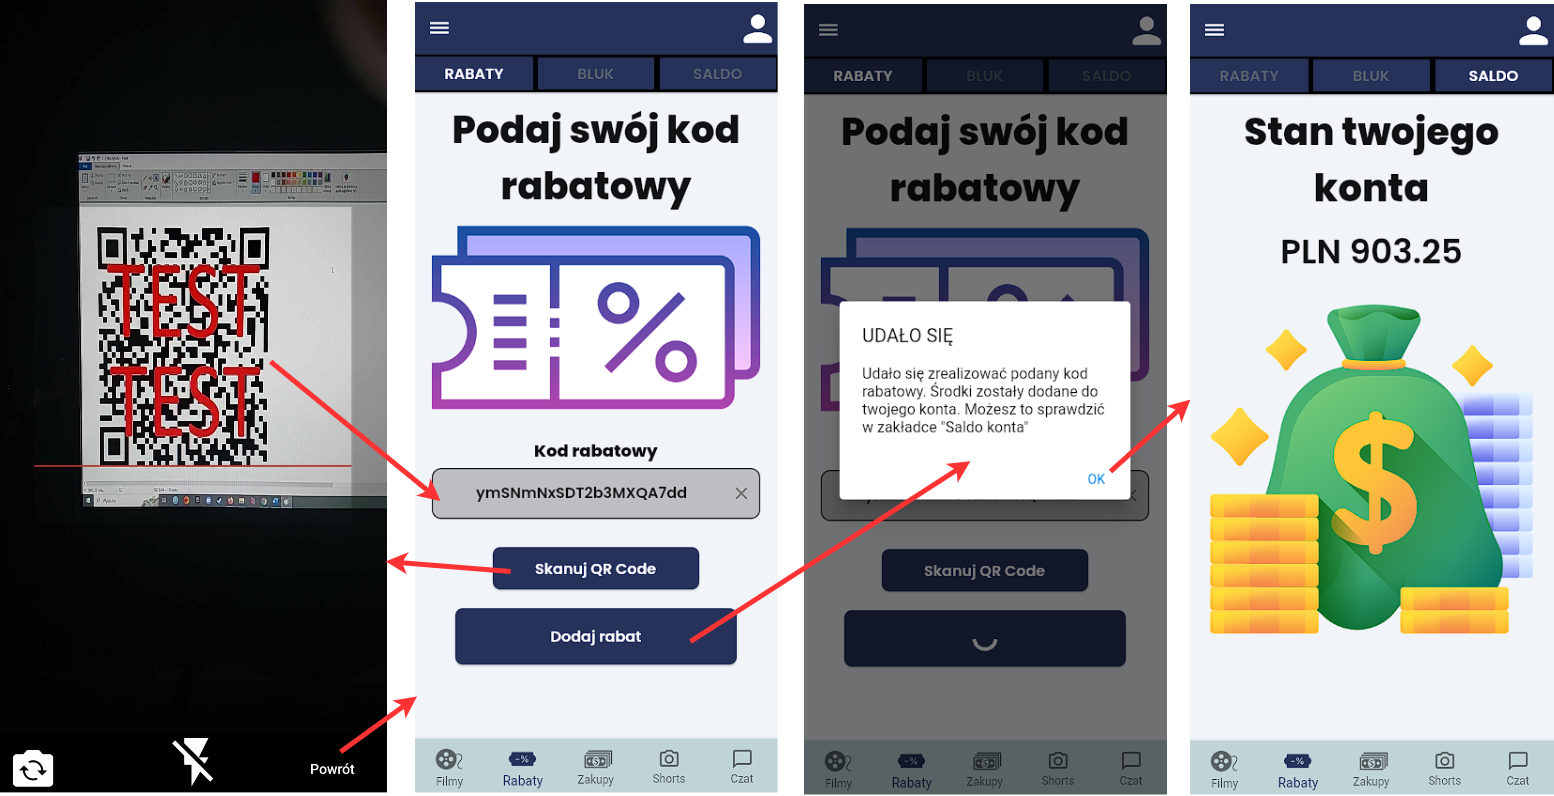 TEST
TEST
Powrót
RABATY
BLUK
SALDO
Podaj swój kod
rabatowy
Kod rabatowy
ymSNmNxSDT2b3MXQA7dd
Skanuj QR Code
Dodaj rabat
Filmy
Rabaty
Zakupy
Shorts
Czat
RABATY
BLUK
SALDO
Podaj swój kod
rabatowy
UDAŁO SIĘ
Udało się zrealizować podany kod
rabatowy. Środki zostały dodane do
twojego konta. Możesz to sprawdzić
w zakładce "Saldo konta"
OK
Skanuj QR Code
Filmy
Rabaty
Zakupy
Shorts
Czat
RABATY
BLUK
SALDO
Stan twojego
konta
PLN 903.25
Filmy
Rabaty
Zakupy
Shorts
Czat